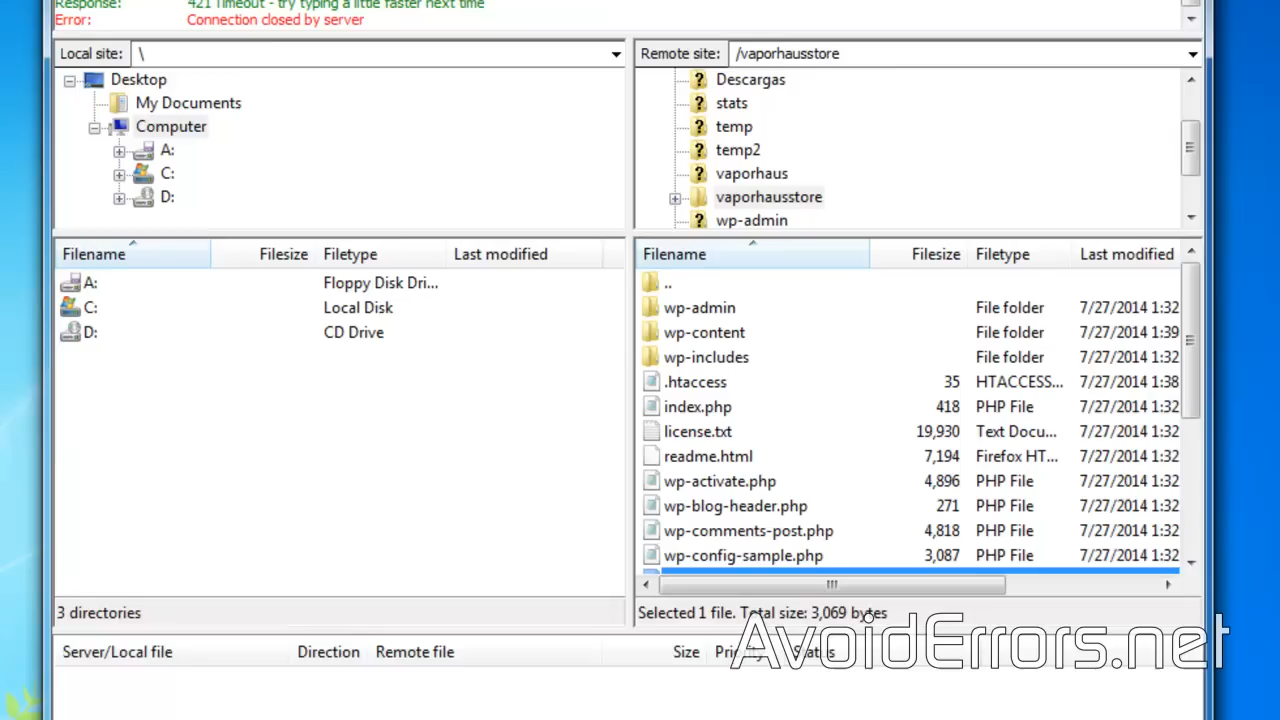 Response: 421 Timeout - try typing a little faster next time
Error: Connection closed by server
Local site: \
Remote site: /vaporhausstore
Desktop
My Documents
Computer
A:
C:
D:
Descargas
stats
temp
temp2
vaporhaus
vaporhausstore
wp-admin
Filename Filesize Filetype Last modified
A: Floppy Disk Dri...
C: Local Disk
D: CD Drive
3 directories
Filename Filesize Filetype Last modified
..
wp-admin File folder 7/27/2014 1:32
wp-content File folder 7/27/2014 1:39
wp-includes File folder 7/27/2014 1:32
.htaccess 35 HTACCESS... 7/27/2014 1:38
index.php 418 PHP File 7/27/2014 1:32
license.txt 19,930 Text Docu... 7/27/2014 1:32
readme.html 7,194 Firefox HT... 7/27/2014 1:32
wp-activate.php 4,896 PHP File 7/27/2014 1:32
wp-blog-header.php 271 PHP File 7/27/2014 1:32
wp-comments-post.php 4,818 PHP File 7/27/2014 1:32
wp-config-sample.php 3,087 PHP File 7/27/2014 1:32
Selected 1 file. Total size: 3,069 bytes
Server/Local file Direction Remote file Size Priority Status
AvoidErrors.net